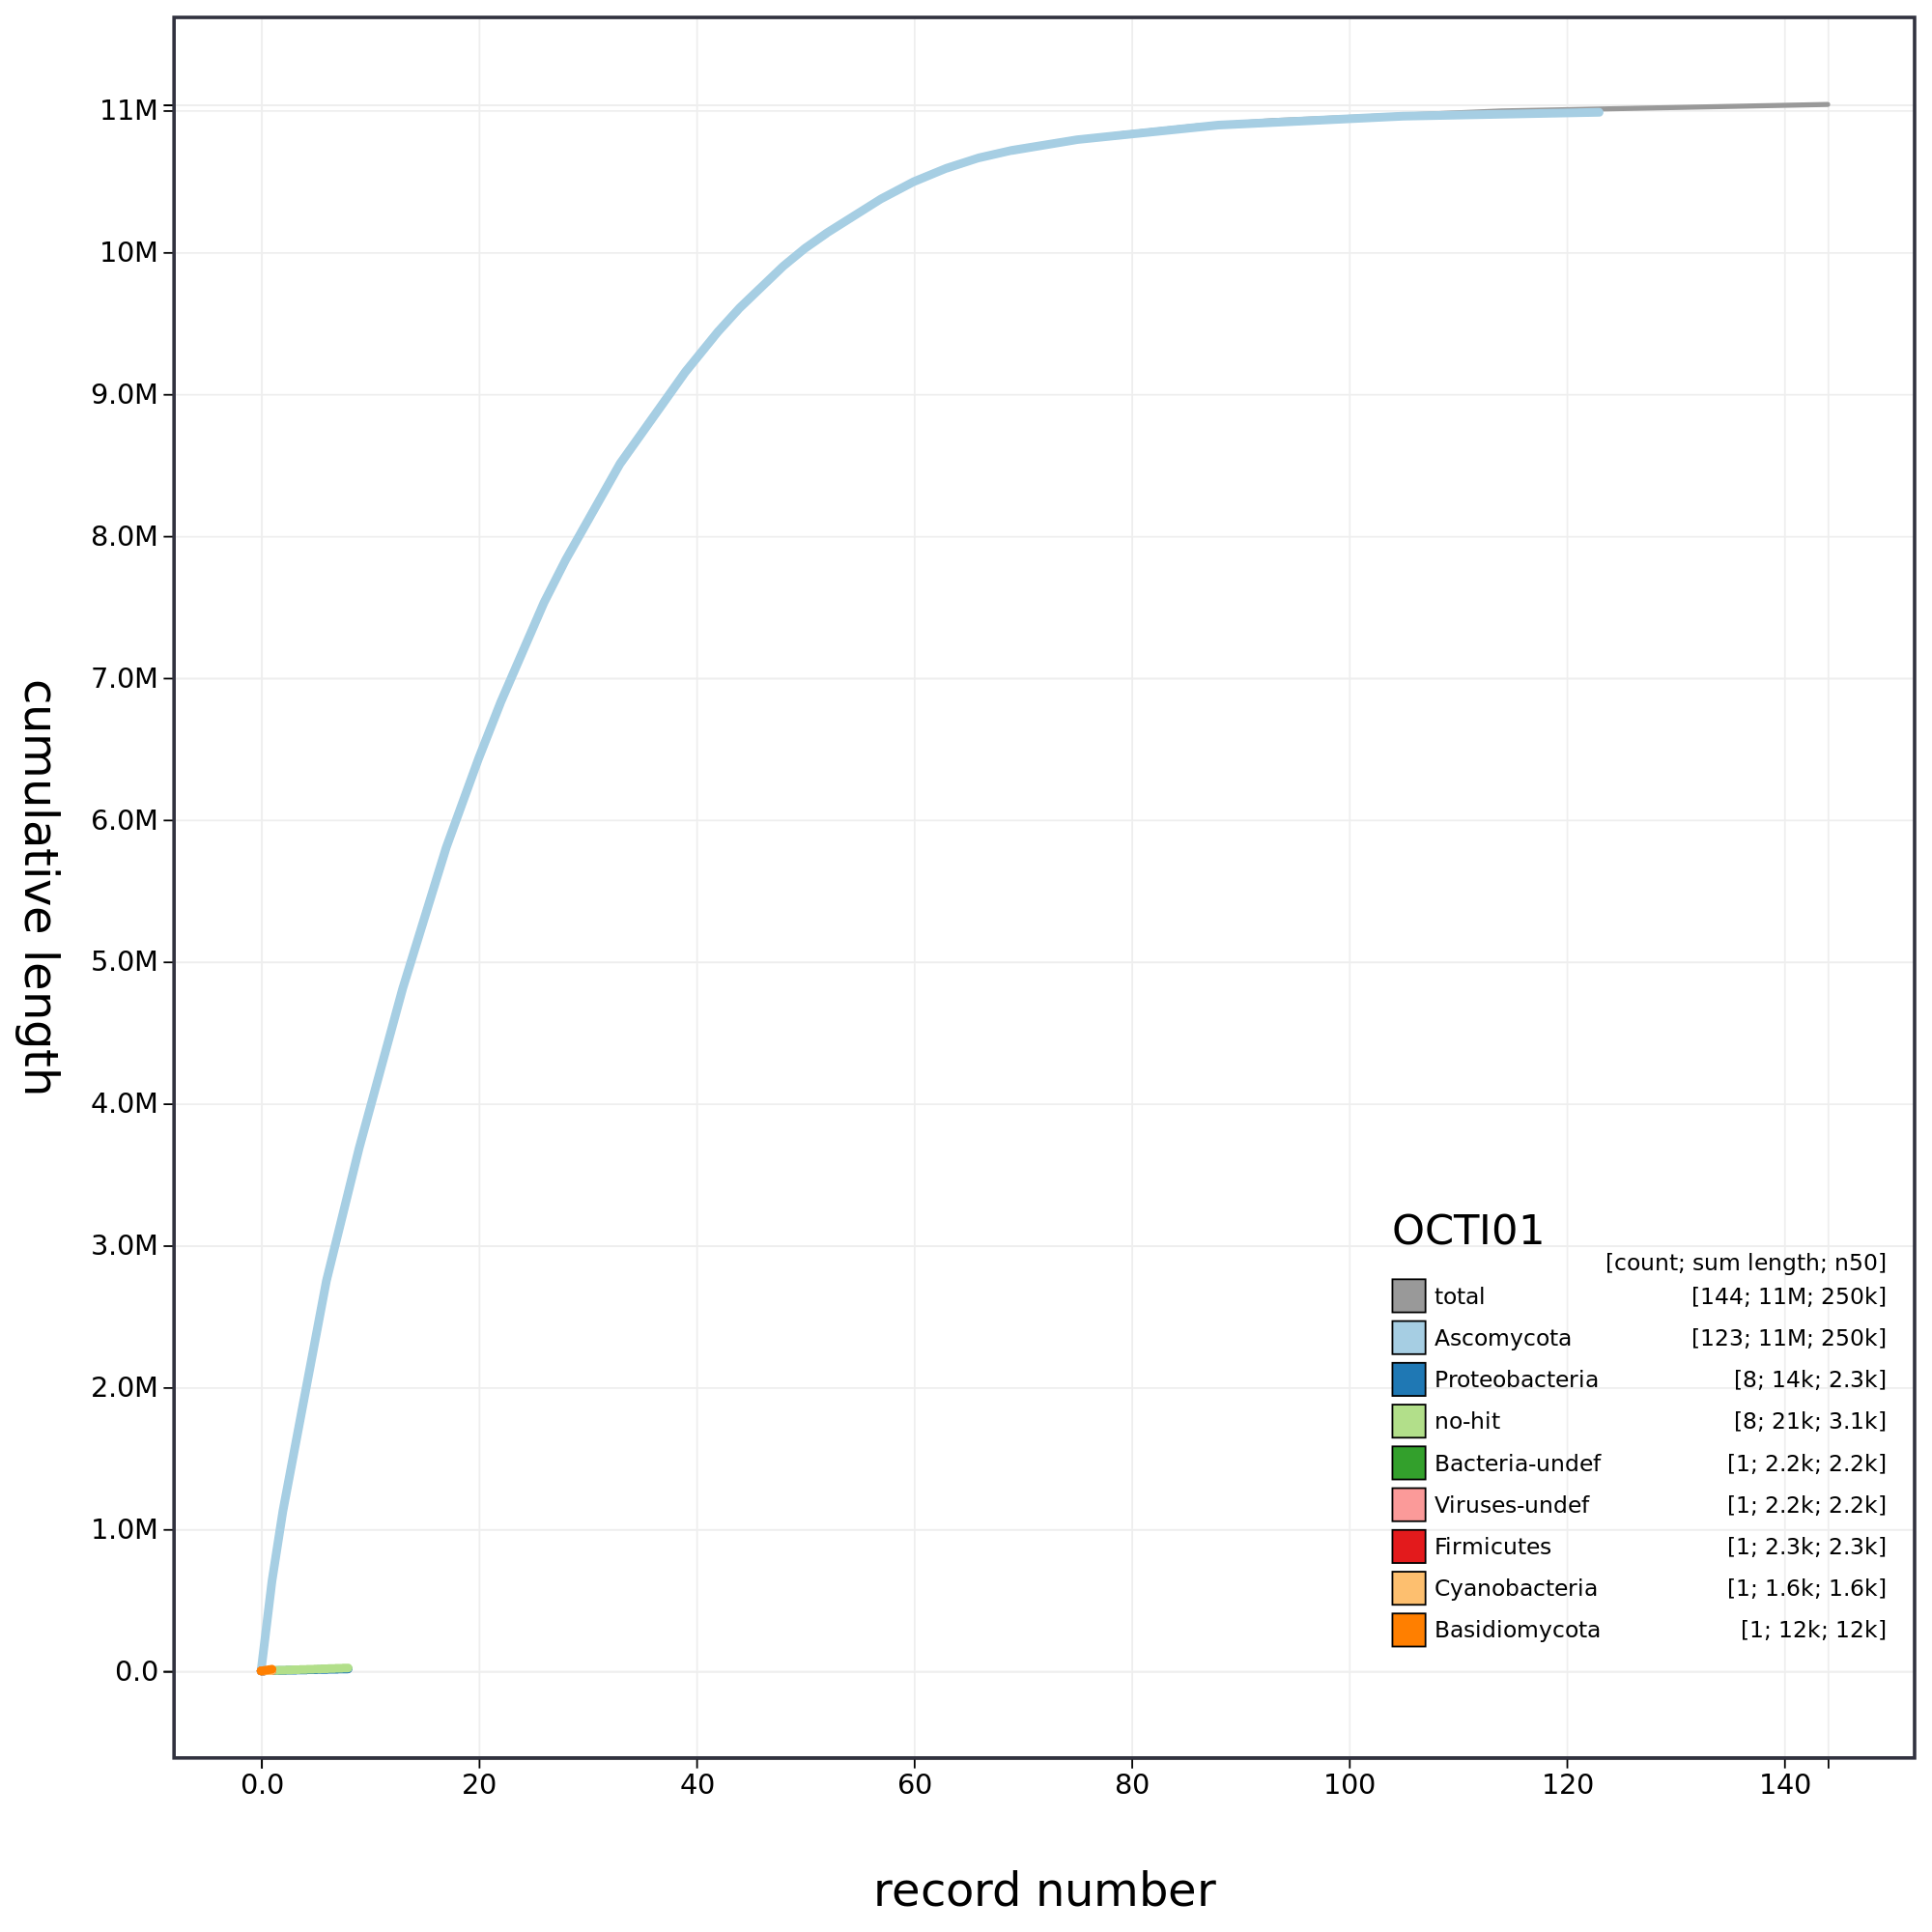 11M
10M
9.0M
8.0M
7.0M
6.0M
5.0M
4.0M
3.0M
2.0M
1.0M
0.0
cumulative length
OCTI01
[count; sum length; n50]
total [144; 11M; 250k]
Ascomycota [123; 11M; 250k]
Proteobacteria [8; 14k; 2.3k]
no-hit [8; 21k; 3.1k]
Bacteria-undef [1; 2.2k; 2.2k]
Viruses-undef [1; 2.2k; 2.2k]
Firmicutes [1; 2.3k; 2.3k]
Cyanobacteria [1; 1.6k; 1.6k]
Basidiomycota [1; 12k; 12k]
0.0 20 40 60 80 100 120 140
record number